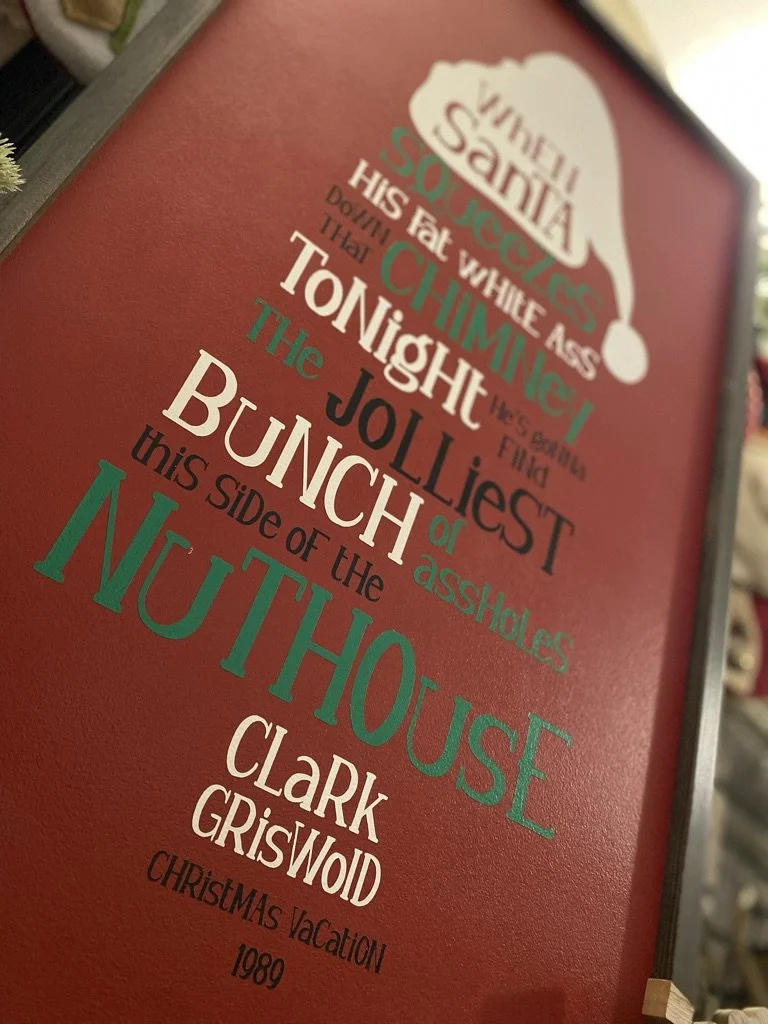 WhEn
SanTA
SQueeZes
HiS Fat wHitE AsS
DoWN
THat
CHiMNeY
ToNigHt
He's goNNa
FiNd
THe
JoLLieST
BuNCH
of
assHoLeS
this SiDe oF tHe
NuTHOuSE
CLaRK
GRisWolD
CHRistMAs VaCatioN
1989